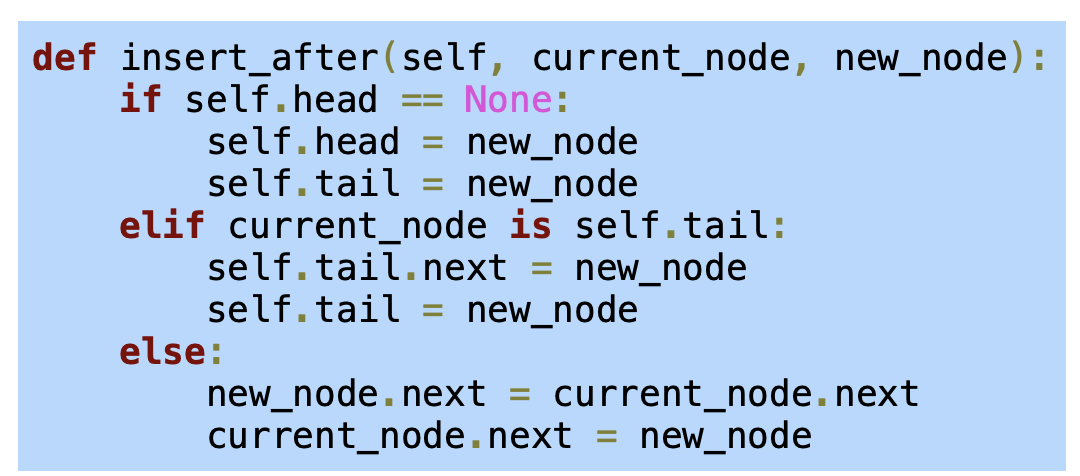 def insert_after(self, current_node, new_node):
    if self.head == None:
        self.head = new_node
        self.tail = new_node
    elif current_node is self.tail:
        self.tail.next = new_node
        self.tail = new_node
    else:
        new_node.next = current_node.next
        current_node.next = new_node